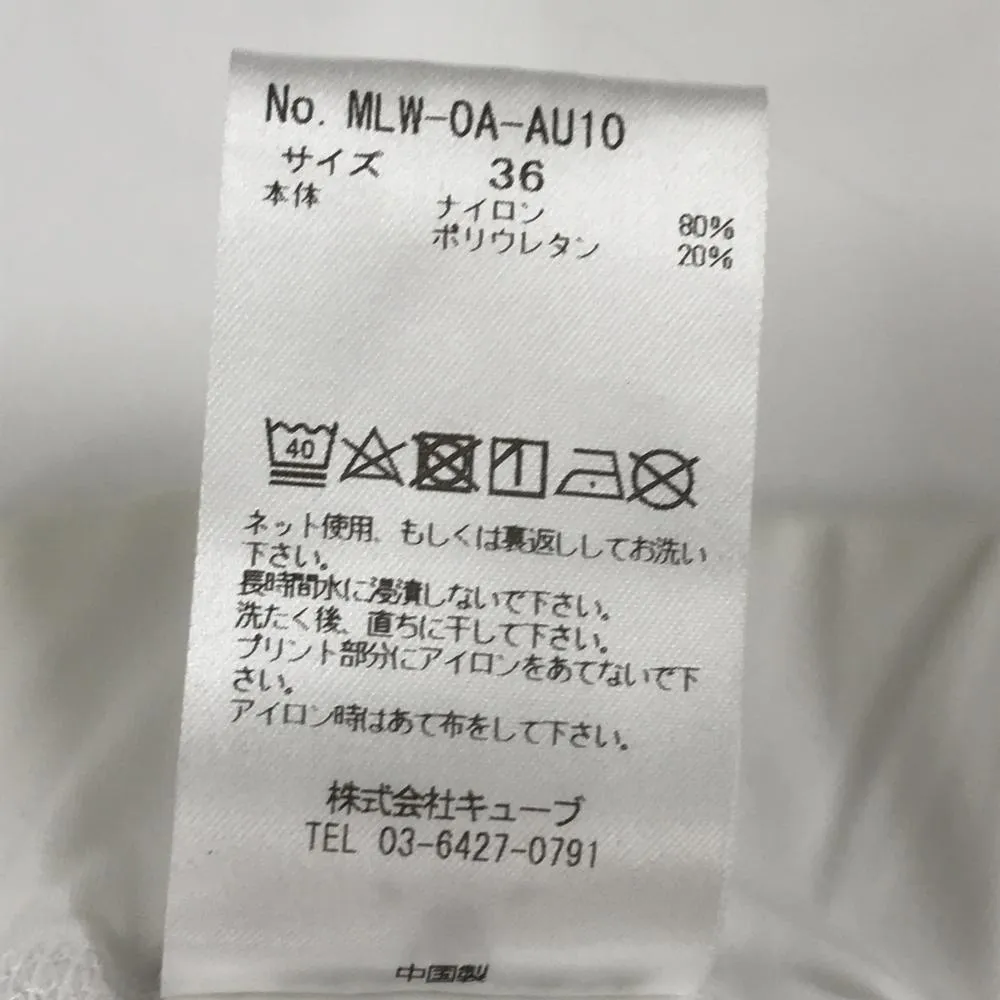 No. MLW-OA-AU10
サイズ 36
本体 ナイロン 80%
ポリウレタン 20%
40
ネット使用、もしくは裏返ししてお洗い
下さい。
長時間水に浸漬しないで下さい。
洗たく後、直ちに干して下さい。
プリント部分にアイロンをあてないで下
さい。
アイロン時はあて布をして下さい。
株式会社キューブ
TEL 03-6427-0791
中国製